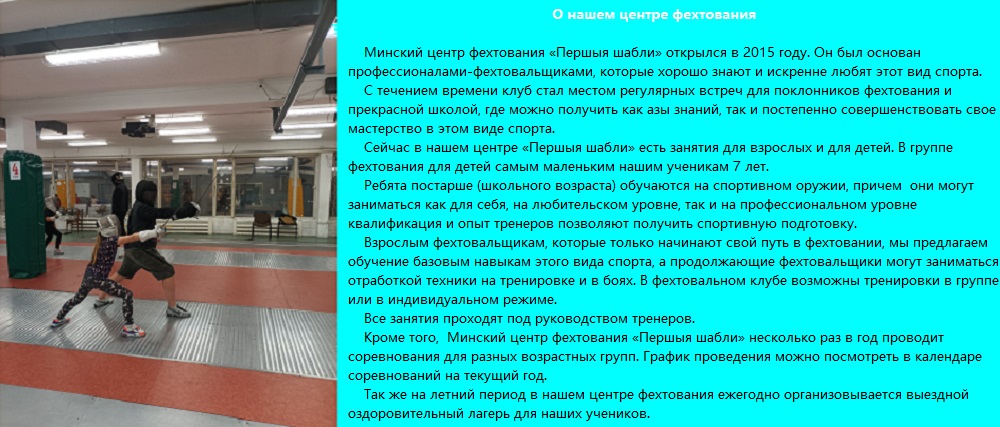 О нашем центре фехтования
Минский центр фехтования «Першыя шабли» открылся в 2015 году. Он был основан
профессионалами-фехтовальщиками, которые хорошо знают и искренне любят этот вид спорта.
С течением времени клуб стал местом регулярных встреч для поклонников фехтования и
прекрасной школой, где можно получить как азы знаний, так и постепенно совершенствовать свое
мастерство в этом виде спорта.
Сейчас в нашем центре «Першыя шабли» есть занятия для взрослых и для детей. В группе
фехтования для детей самым маленьким нашим ученикам 7 лет.
Ребята постарше (школьного возраста) обучаются на спортивном оружии, причем они могут
заниматься как для себя, на любительском уровне, так и на профессиональном уровне
квалификация и опыт тренеров позволяют получить спортивную подготовку.
Взрослым фехтовальщикам, которые только начинают свой путь в фехтовании, мы предлагаем
обучение базовым навыкам этого вида спорта, а продолжающие фехтовальщики могут заниматься
отработкой техники на тренировке и в боях. В фехтовальном клубе возможны тренировки в группе
или в индивидуальном режиме.
Все занятия проходят под руководством тренеров.
Кроме того, Минский центр фехтования «Першыя шабли» несколько раз в год проводит
соревнования для разных возрастных групп. График проведения можно посмотреть в календаре
соревнований на текущий год.
Так же на летний период в нашем центре фехтования ежегодно организовывается выездной
оздоровительный лагерь для наших учеников.